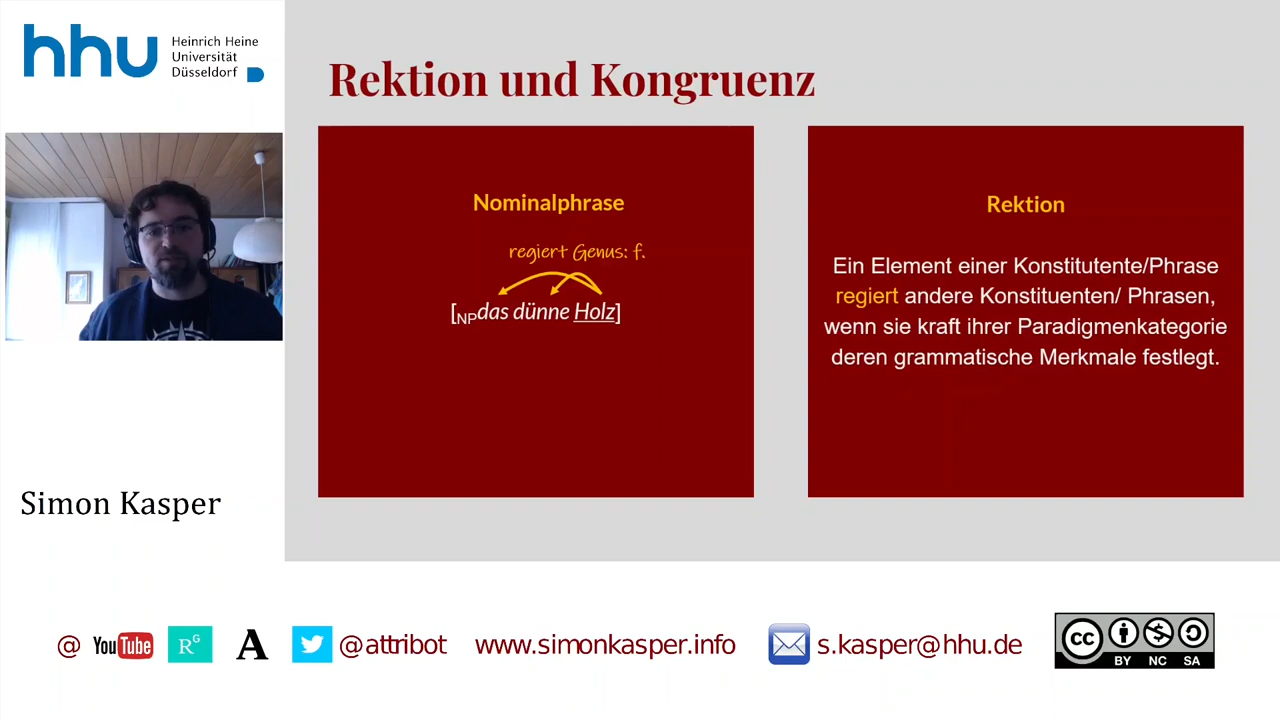 hhu
Heinrich Heine
Universität
Düsseldorf
Rektion und Kongruenz
Nominalphrase
regiert Genus: f.
[NPdas dünne Holz]
Rektion
Ein Element einer Konstitutente/Phrase
regiert andere Konstituenten/ Phrasen,
wenn sie kraft ihrer Paradigmenkategorie
deren grammatische Merkmale festlegt.
Simon Kasper
@ YouTube RG A @attribot www.simonkasper.info s.kasper@hhu.de
cc BY NC SA